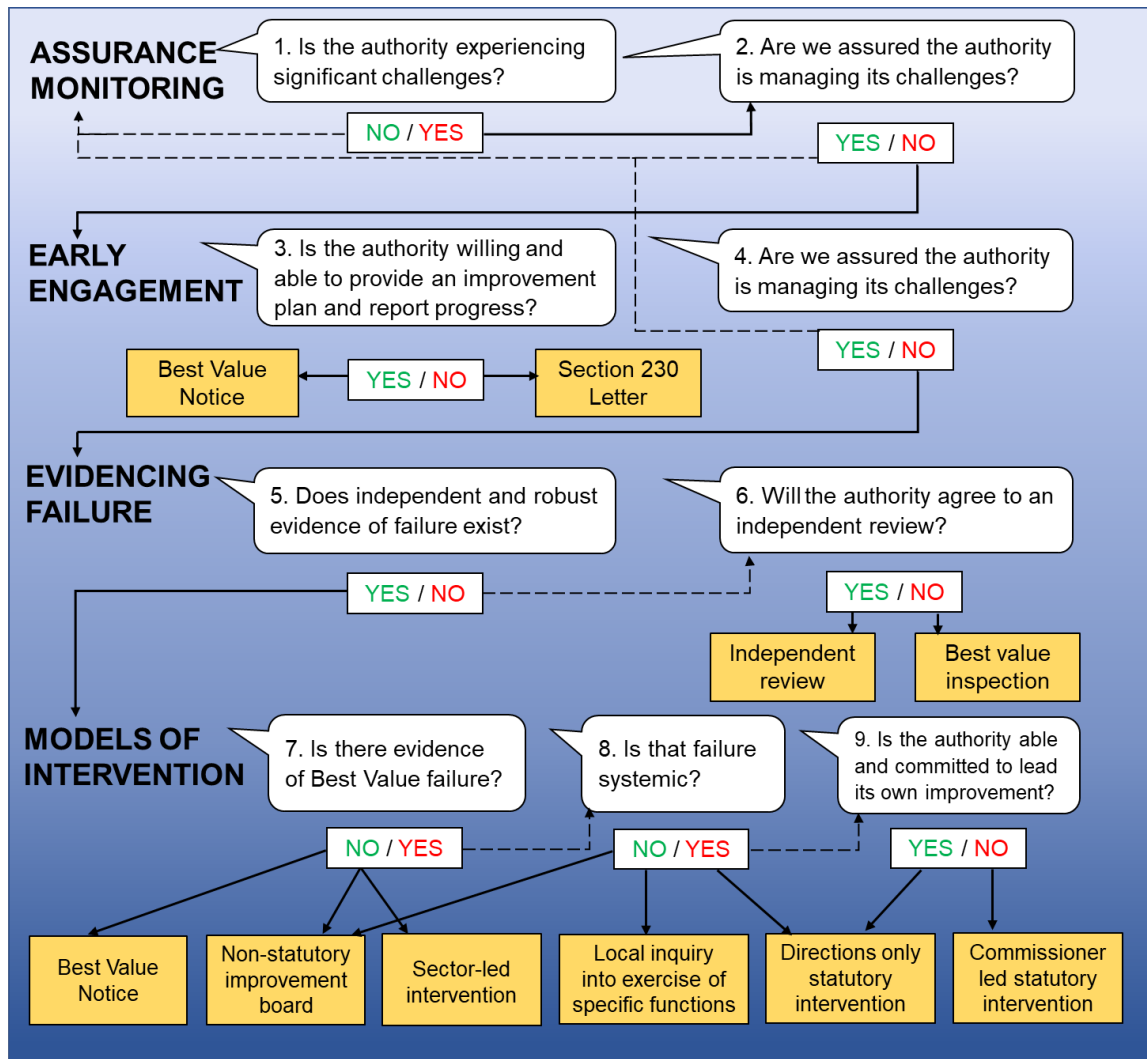 ASSURANCE
MONITORING
1. Is the authority experiencing
significant challenges?
2. Are we assured the authority
is managing its challenges?
NO / YES
YES / NO
EARLY
ENGAGEMENT
3. Is the authority willing and
able to provide an improvement
plan and report progress?
4. Are we assured the authority
is managing its challenges?
YES / NO
Best Value
Notice
YES / NO
Section 230
Letter
EVIDENCING
FAILURE
5. Does independent and robust
evidence of failure exist?
6. Will the authority agree to an
independent review?
YES / NO
YES / NO
Independent
review
Best value
inspection
MODELS OF
INTERVENTION
7. Is there evidence
of Best Value failure?
8. Is that failure
systemic?
9. Is the authority able
and committed to lead
its own improvement?
NO / YES
NO / YES
YES / NO
Best Value
Notice
Non-statutory
improvement
board
Sector-led
intervention
Local inquiry
into exercise of
specific functions
Directions only
statutory
intervention
Commissioner
led statutory
intervention